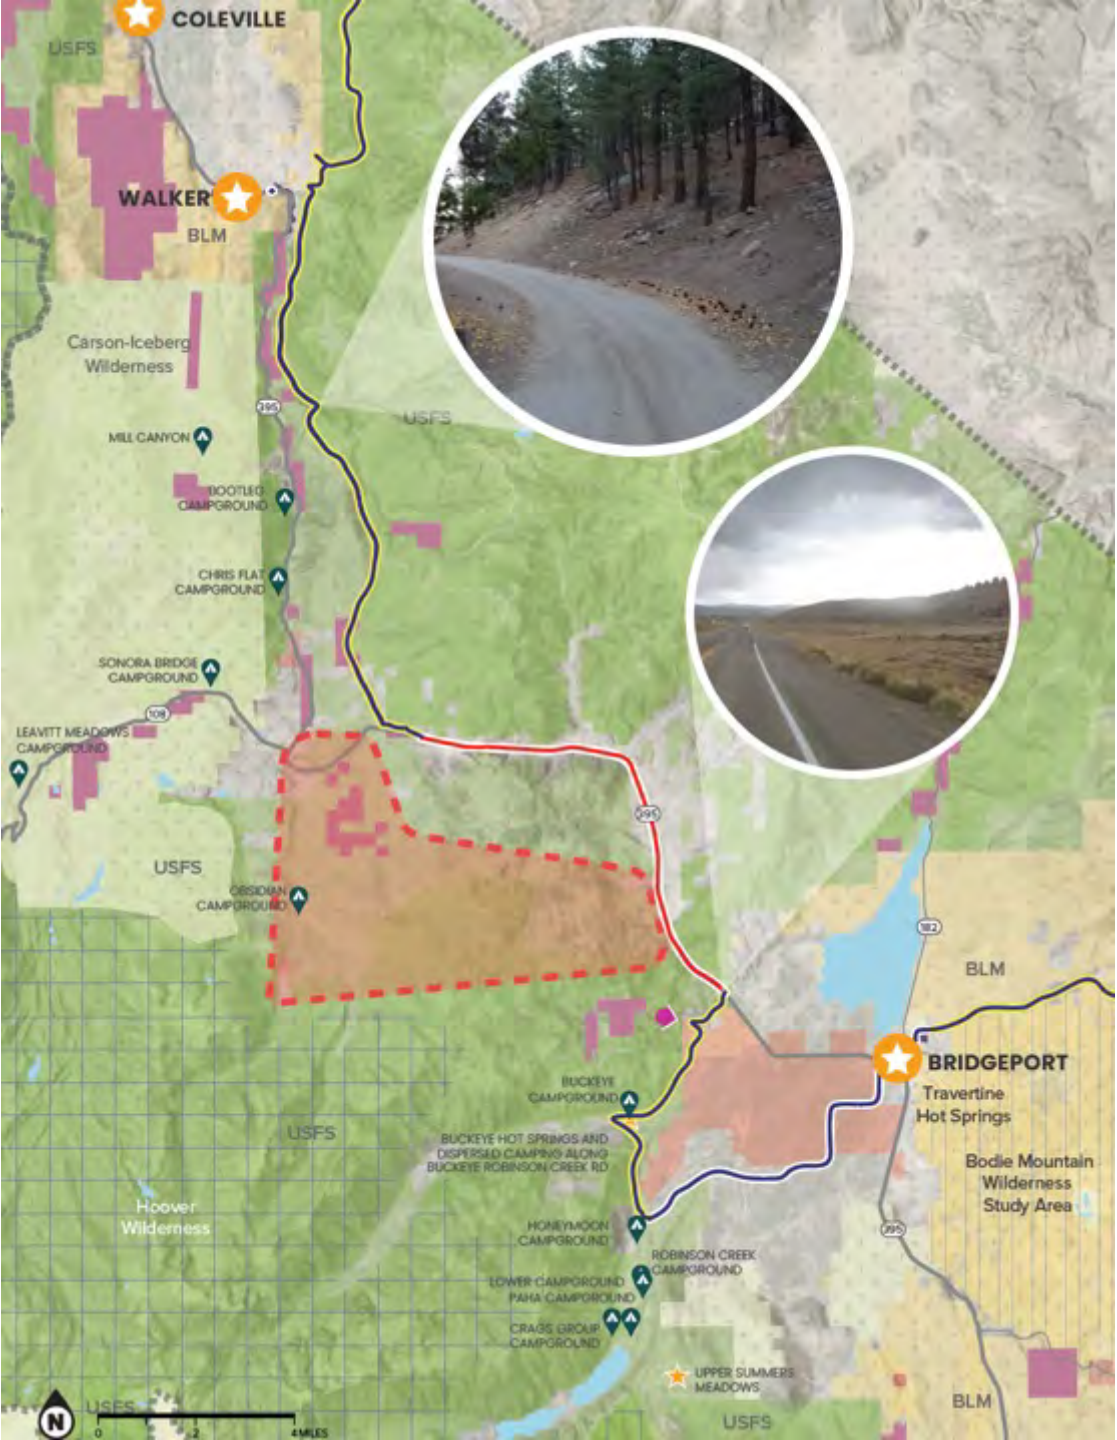 COLEVILLE
USFS
WALKER
BLM
Carson-Iceberg
Wilderness
395
USFS
MILL CANYON
BOOTLEG
CAMPGROUND
CHRIS FLAT
CAMPGROUND
SONORA BRIDGE
CAMPGROUND
108
LEAVITT MEADOWS
CAMPGROUND
395
USFS
OBSIDIAN
CAMPGROUND
182
BLM
BRIDGEPORT
BUCKEYE
CAMPGROUND
Travertine
Hot Springs
USFS
BUCKEYE HOT SPRINGS AND
DISPERSED CAMPING ALONG
BUCKEYE ROBINSON CREEK RD
Bodie Mountain
Wilderness
Study Area
Hoover
Wilderness
HONEYMOON
CAMPGROUND
395
ROBINSON CREEK
CAMPGROUND
LOWER CAMPGROUND
PAHA CAMPGROUND
CRAGS GROUP
CAMPGROUND
UPPER SUMMERS
MEADOWS
BLM
USFS
USFS
N
0 2 4 MILES